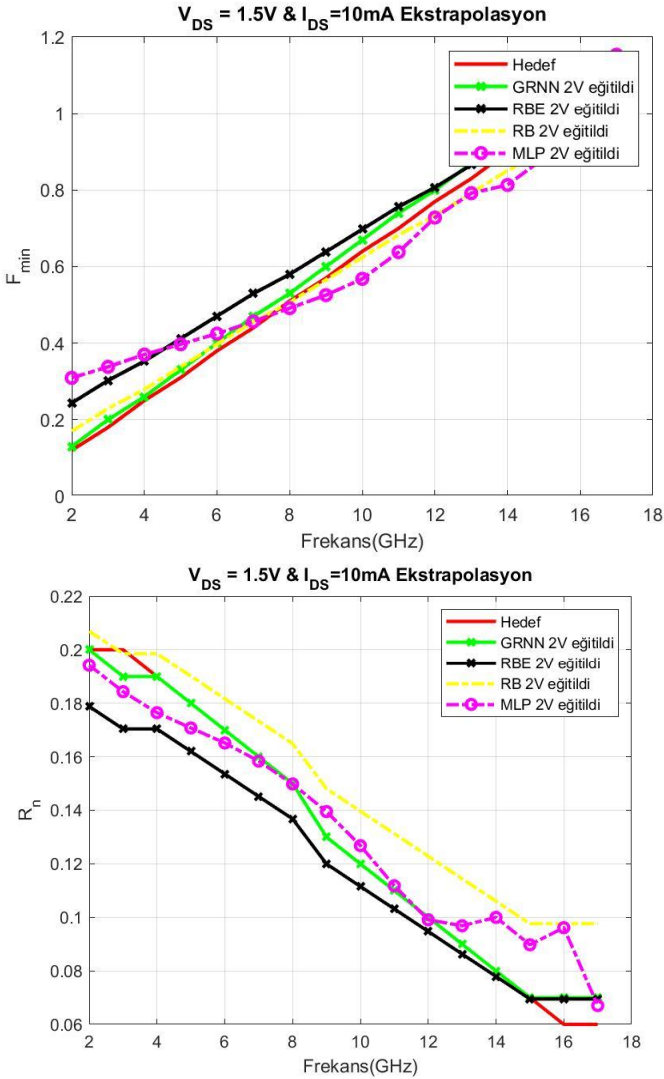 V_DS = 1.5V & I_DS=10mA Ekstrapolasyon
1.2
1
0.8
0.6
0.4
0.2
0
F_min
Hedef
GRNN 2V eğitildi
RBE 2V eğitildi
RB 2V eğitildi
MLP 2V eğitildi
2 4 6 8 10 12 14 16 18
Frekans(GHz)
V_DS = 1.5V & I_DS=10mA Ekstrapolasyon
0.22
0.2
0.18
0.16
0.14
0.12
0.1
0.08
0.06
R_n
Hedef
GRNN 2V eğitildi
RBE 2V eğitildi
RB 2V eğitildi
MLP 2V eğitildi
2 4 6 8 10 12 14 16 18
Frekans(GHz)